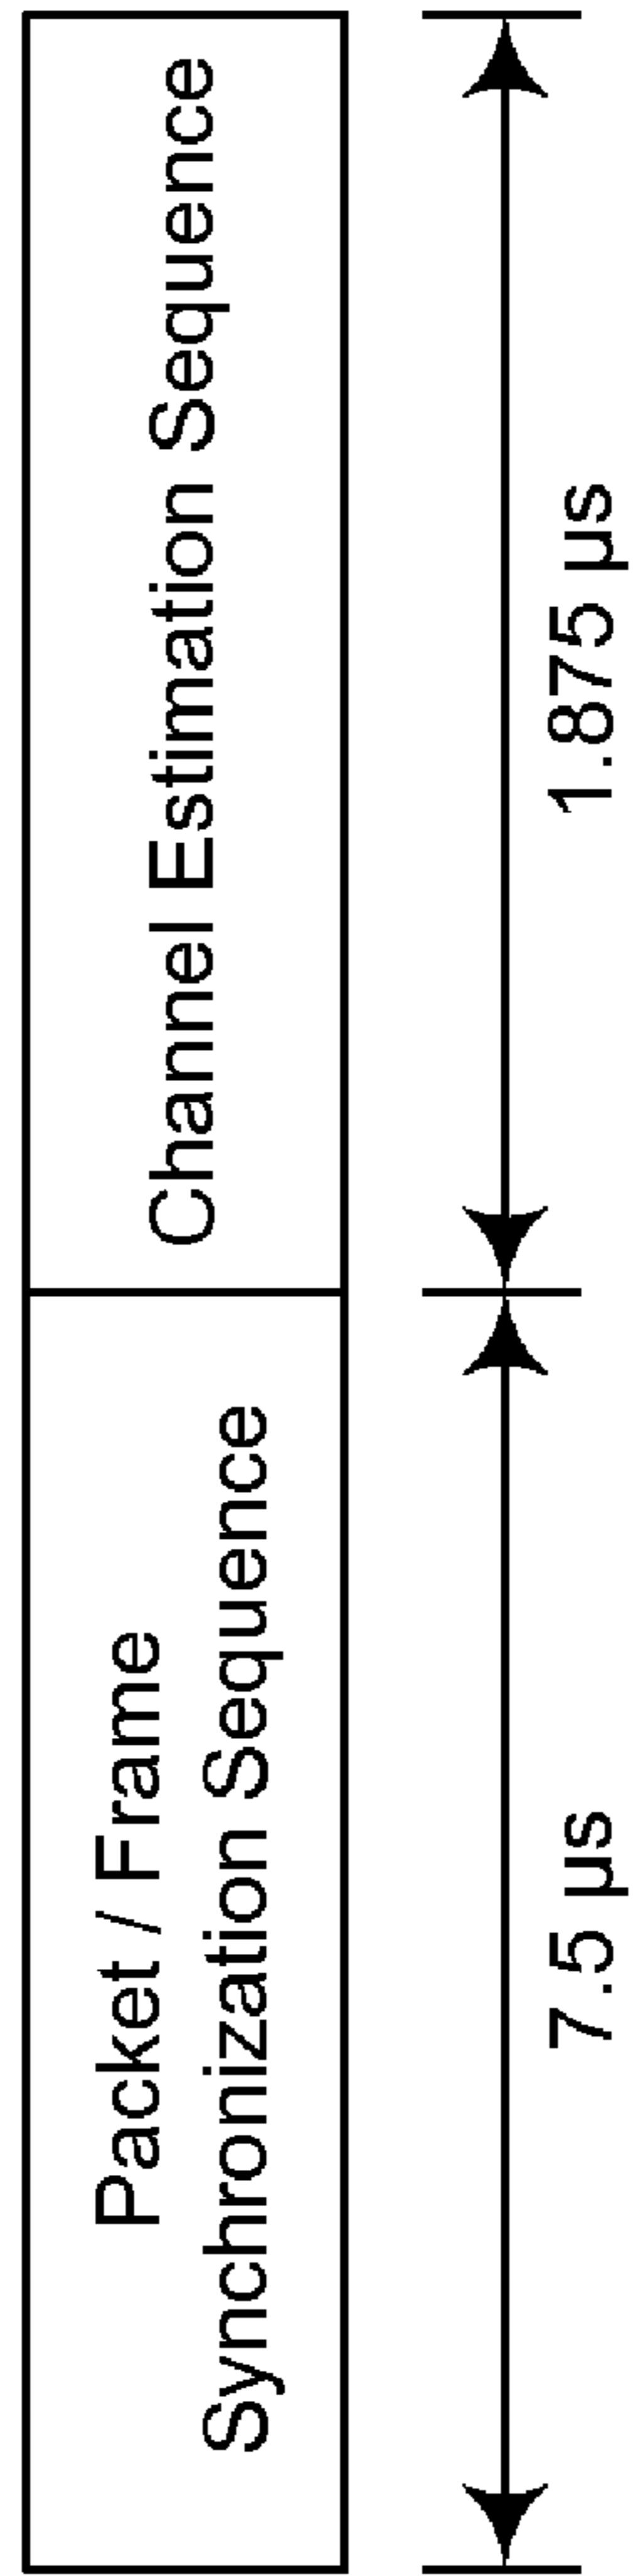 Packet / Frame
Synchronization Sequence
Channel Estimation Sequence
7.5 µs
1.875 µs